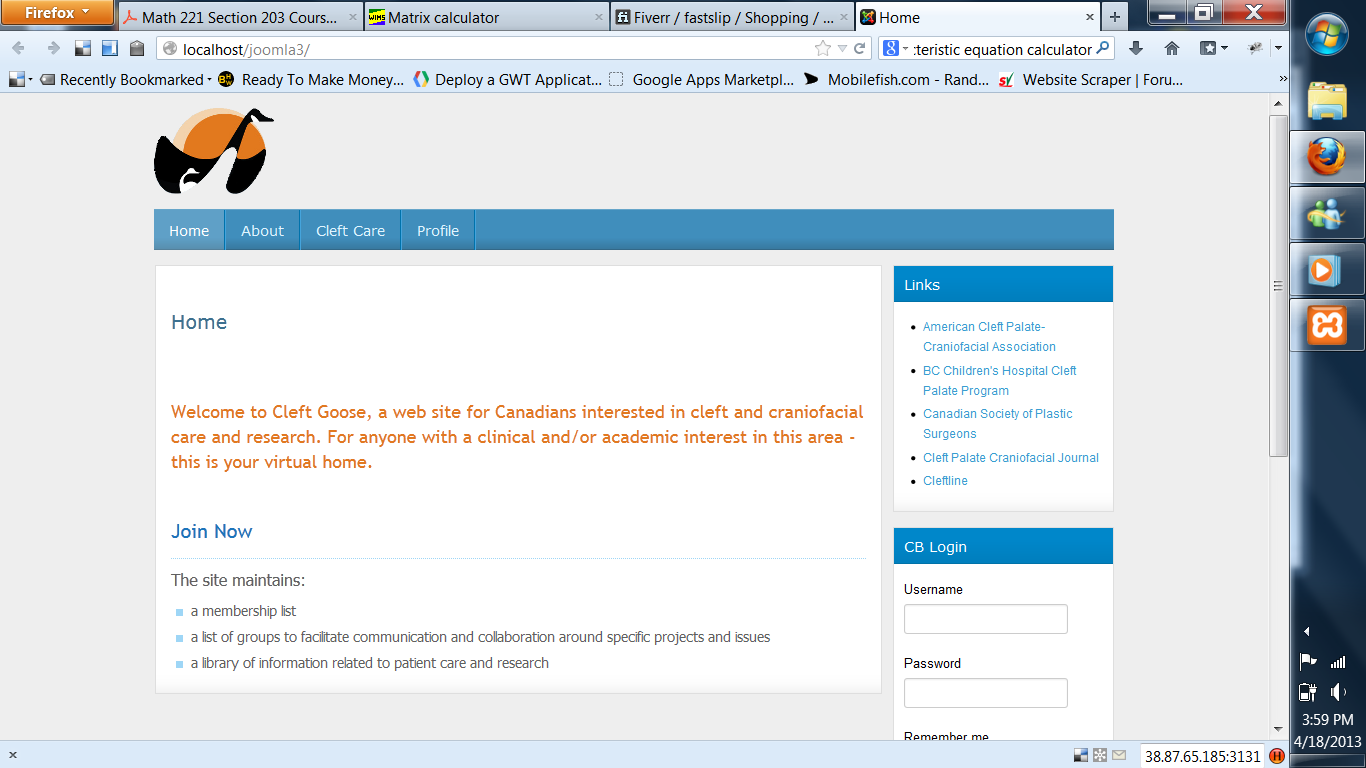 Firefox
Math 221 Section 203 Cours...
Matrix calculator
Fiverr / fastslip / Shopping / ...
Home
localhost/joomla3/
:teristic equation calculator
Recently Bookmarked
Ready To Make Money...
Deploy a GWT Applicat...
Google Apps Marketpl...
Mobilefish.com - Rand...
Website Scraper | Foru...
Home
About
Cleft Care
Profile
Home
Welcome to Cleft Goose, a web site for Canadians interested in cleft and craniofacial
care and research. For anyone with a clinical and/or academic interest in this area -
this is your virtual home.
Join Now
The site maintains:
a membership list
a list of groups to facilitate communication and collaboration around specific projects and issues
a library of information related to patient care and research
Links
American Cleft Palate-
Craniofacial Association
BC Children's Hospital Cleft
Palate Program
Canadian Society of Plastic
Surgeons
Cleft Palate Craniofacial Journal
Cleftline
CB Login
Username
Password
Remember me
38.87.65.185:3131
3:59 PM
4/18/2013